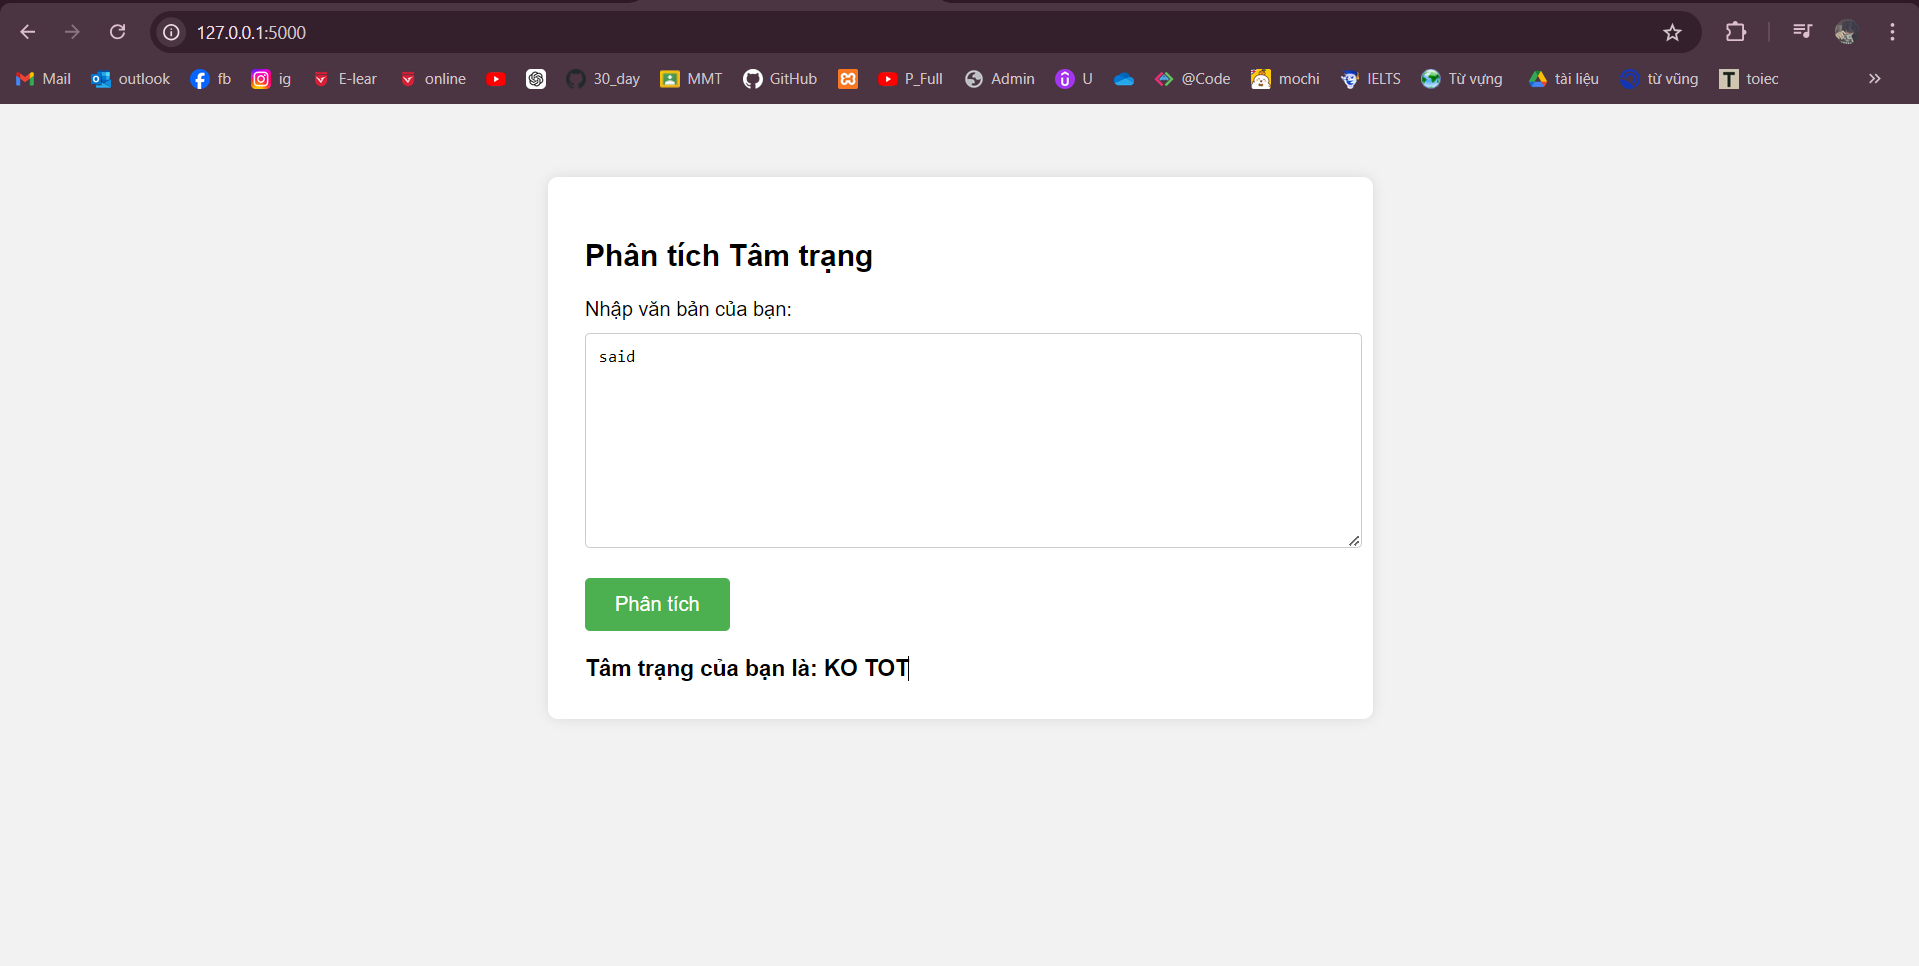 127.0.0.1:5000
Mail outlook fb ig E-lear online 30_day MMT GitHub P_Full Admin U @Code mochi IELTS Từ vựng tài liệu từ vũng T toiec
Phân tích Tâm trạng
Nhập văn bản của bạn:
said
Phân tích
Tâm trạng của bạn là: KO TOT